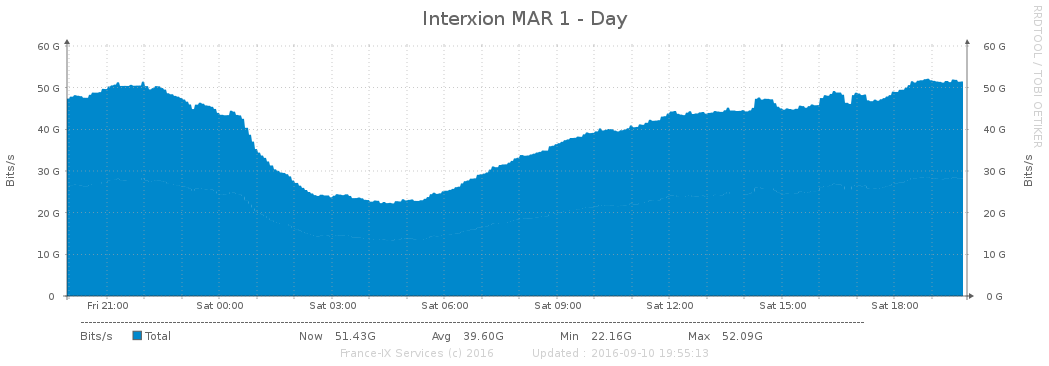 Interxion MAR 1 - Day
RRDTOOL / TOBI OETIKER
Bits/s
60 G 60 G
50 G 50 G
40 G 40 G
30 G 30 G
20 G 20 G
10 G 10 G
0 0 G
Bits/s
Fri 21:00 Sat 00:00 Sat 03:00 Sat 06:00 Sat 09:00 Sat 12:00 Sat 15:00 Sat 18:00
Bits/s Total Now 51.43G Avg 39.60G Min 22.16G Max 52.09G
France-IX Services (c) 2016 Updated : 2016-09-10 19:55:13